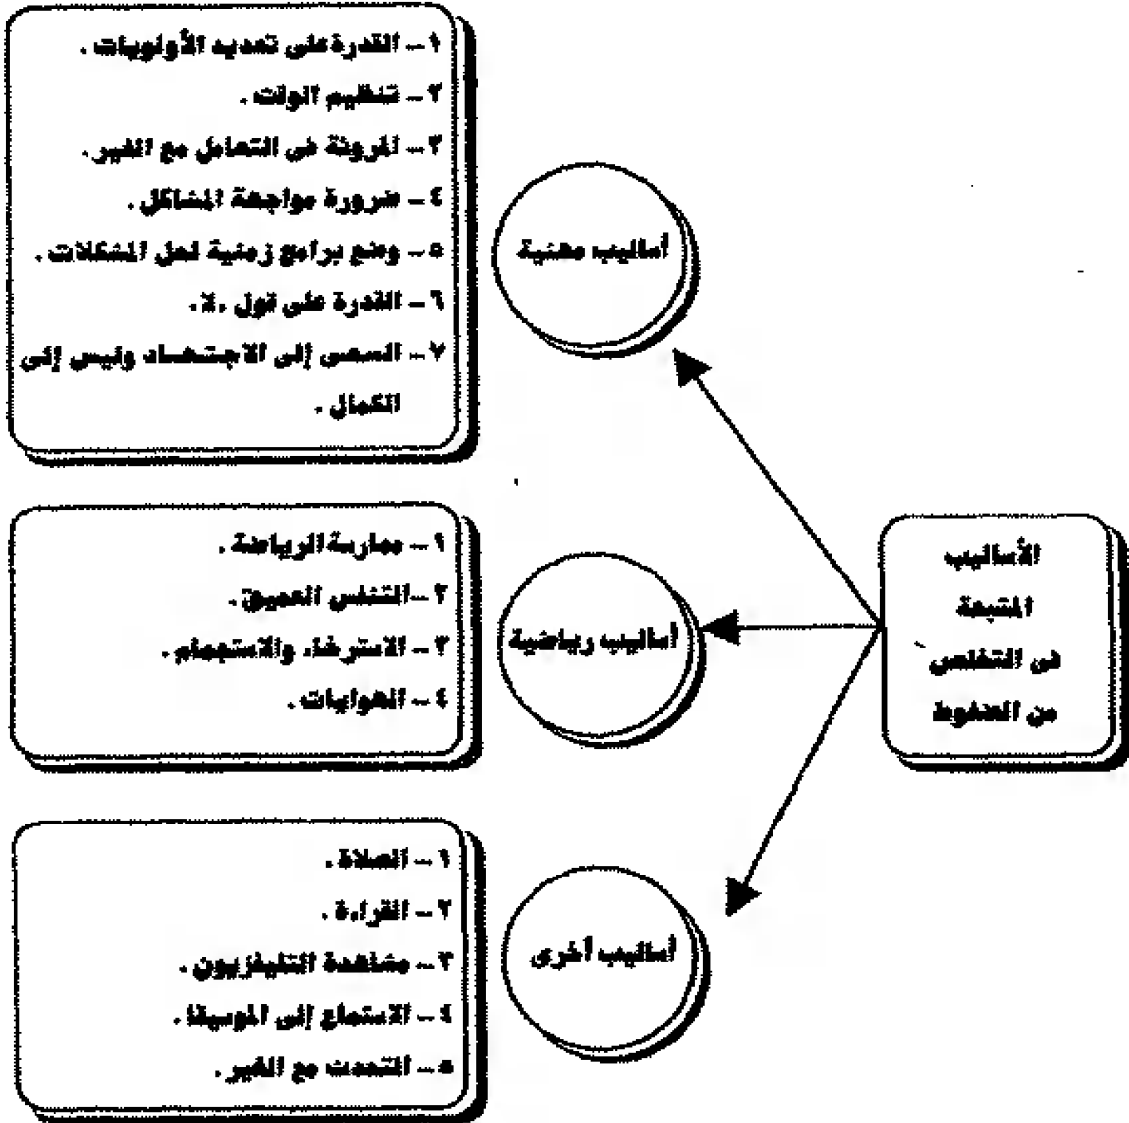 الأساليب
المتبعة
فى التخلص
من الضغوط
أساليب مهنية
١ – القدرة على تحديد الأولويات .
٢ – تنظيم الوقت .
٣ – المرونة فى التعامل مع الغير .
٤ – ضرورة مواجهة المشاكل .
٥ – وضع برامج زمنية لحل المشكلات .
٦ – القدرة على قول ،لا،
٧ – السعى إلى الاجتهاد وليس إلى
الكمال .
أساليب رياضية
١ – ممارسة الرياضة .
٢ – التنفس العميق .
٣ – الاسترخاء والاستجمام .
٤ – الهوايات .
أساليب أخرى
١ – الصلاة .
٢ – القراءة .
٣ – مشاهدة التليفزيون .
٤ – الاستماع إلى الموسيقا .
٥ – التحدث مع الغير .